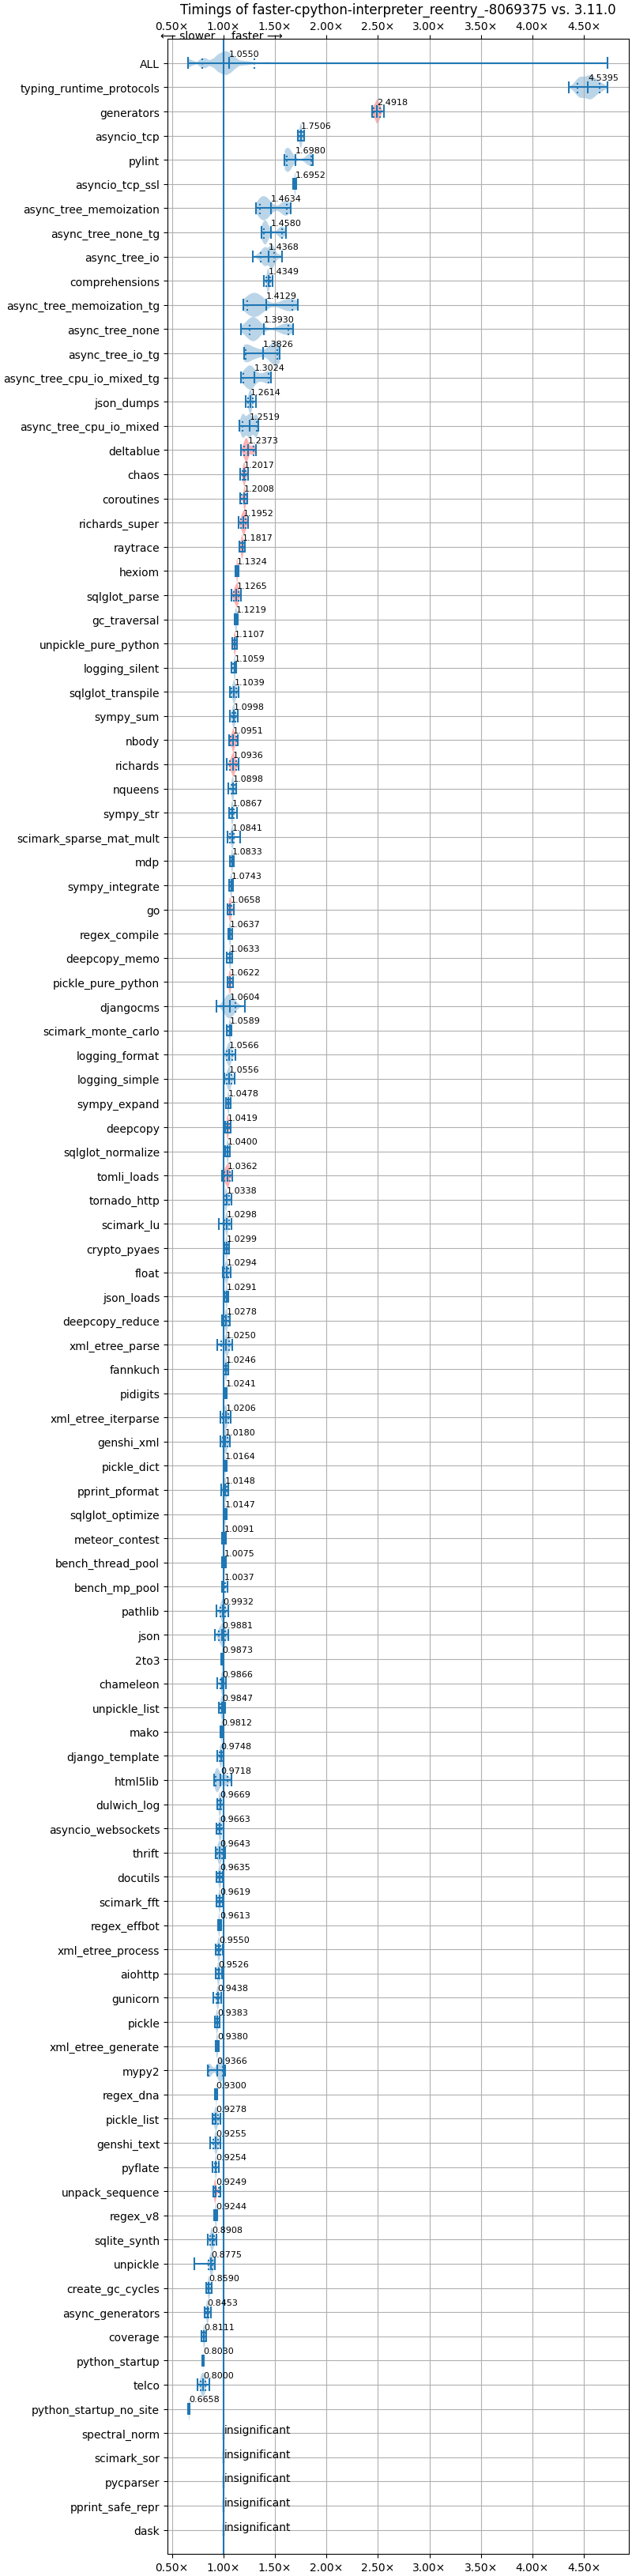 Timings of faster-cpython-interpreter_reentry_-8069375 vs. 3.11.0
0.50× 1.00× 1.50× 2.00× 2.50× 3.00× 3.50× 4.00× 4.50×
←— slower faster —→
ALL 1.0550
typing_runtime_protocols 4.5395
generators 2.4918
asyncio_tcp 1.7506
pylint 1.6980
asyncio_tcp_ssl 1.6952
async_tree_memoization 1.4634
async_tree_none_tg 1.4580
async_tree_io 1.4368
comprehensions 1.4349
async_tree_memoization_tg 1.4129
async_tree_none 1.3930
async_tree_io_tg 1.3826
async_tree_cpu_io_mixed_tg 1.3024
json_dumps 1.2614
async_tree_cpu_io_mixed 1.2519
deltablue 1.2373
chaos 1.2017
coroutines 1.2008
richards_super 1.1952
raytrace 1.1817
hexiom 1.1324
sqlglot_parse 1.1265
gc_traversal 1.1219
unpickle_pure_python 1.1107
logging_silent 1.1059
sqlglot_transpile 1.1039
sympy_sum 1.0998
nbody 1.0951
richards 1.0936
nqueens 1.0898
sympy_str 1.0867
scimark_sparse_mat_mult 1.0841
mdp 1.0833
sympy_integrate 1.0743
go 1.0658
regex_compile 1.0637
deepcopy_memo 1.0633
pickle_pure_python 1.0622
djangocms 1.0604
scimark_monte_carlo 1.0589
logging_format 1.0566
logging_simple 1.0556
sympy_expand 1.0478
deepcopy 1.0419
sqlglot_normalize 1.0400
tomli_loads 1.0362
tornado_http 1.0338
scimark_lu 1.0298
crypto_pyaes 1.0299
float 1.0294
json_loads 1.0291
deepcopy_reduce 1.0278
xml_etree_parse 1.0250
fannkuch 1.0246
pidigits 1.0241
xml_etree_iterparse 1.0206
genshi_xml 1.0180
pickle_dict 1.0164
pprint_pformat 1.0148
sqlglot_optimize 1.0147
meteor_contest 1.0091
bench_thread_pool 1.0075
bench_mp_pool 1.0037
pathlib 0.9932
json 0.9881
2to3 0.9873
chameleon 0.9866
unpickle_list 0.9847
mako 0.9812
django_template 0.9748
html5lib 0.9718
dulwich_log 0.9669
asyncio_websockets 0.9663
thrift 0.9643
docutils 0.9635
scimark_fft 0.9619
regex_effbot 0.9613
xml_etree_process 0.9550
aiohttp 0.9526
gunicorn 0.9438
pickle 0.9383
xml_etree_generate 0.9380
mypy2 0.9366
regex_dna 0.9300
pickle_list 0.9278
genshi_text 0.9255
pyflate 0.9254
unpack_sequence 0.9249
regex_v8 0.9244
sqlite_synth 0.8908
unpickle 0.8775
create_gc_cycles 0.8590
async_generators 0.8453
coverage 0.8111
python_startup 0.8030
telco 0.8000
python_startup_no_site 0.6658
spectral_norm insignificant
scimark_sor insignificant
pycparser insignificant
pprint_safe_repr insignificant
dask insignificant
0.50× 1.00× 1.50× 2.00× 2.50× 3.00× 3.50× 4.00× 4.50×